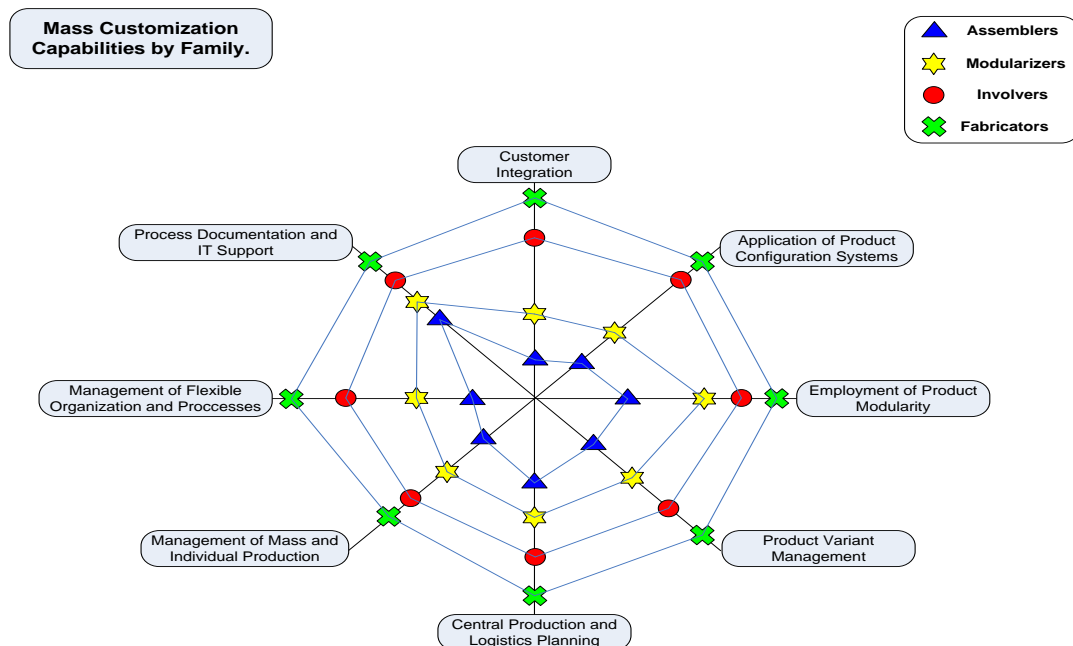 Mass Customization
Capabilities by Family.
Assemblers
Modularizers
Involvers
Fabricators
Customer
Integration
Process Documentation and
IT Support
Application of Product
Configuration Systems
Management of Flexible
Organization and Proccesses
Employment of Product
Modularity
Management of Mass and
Individual Production
Product Variant
Management
Central Production and
Logistics Planning